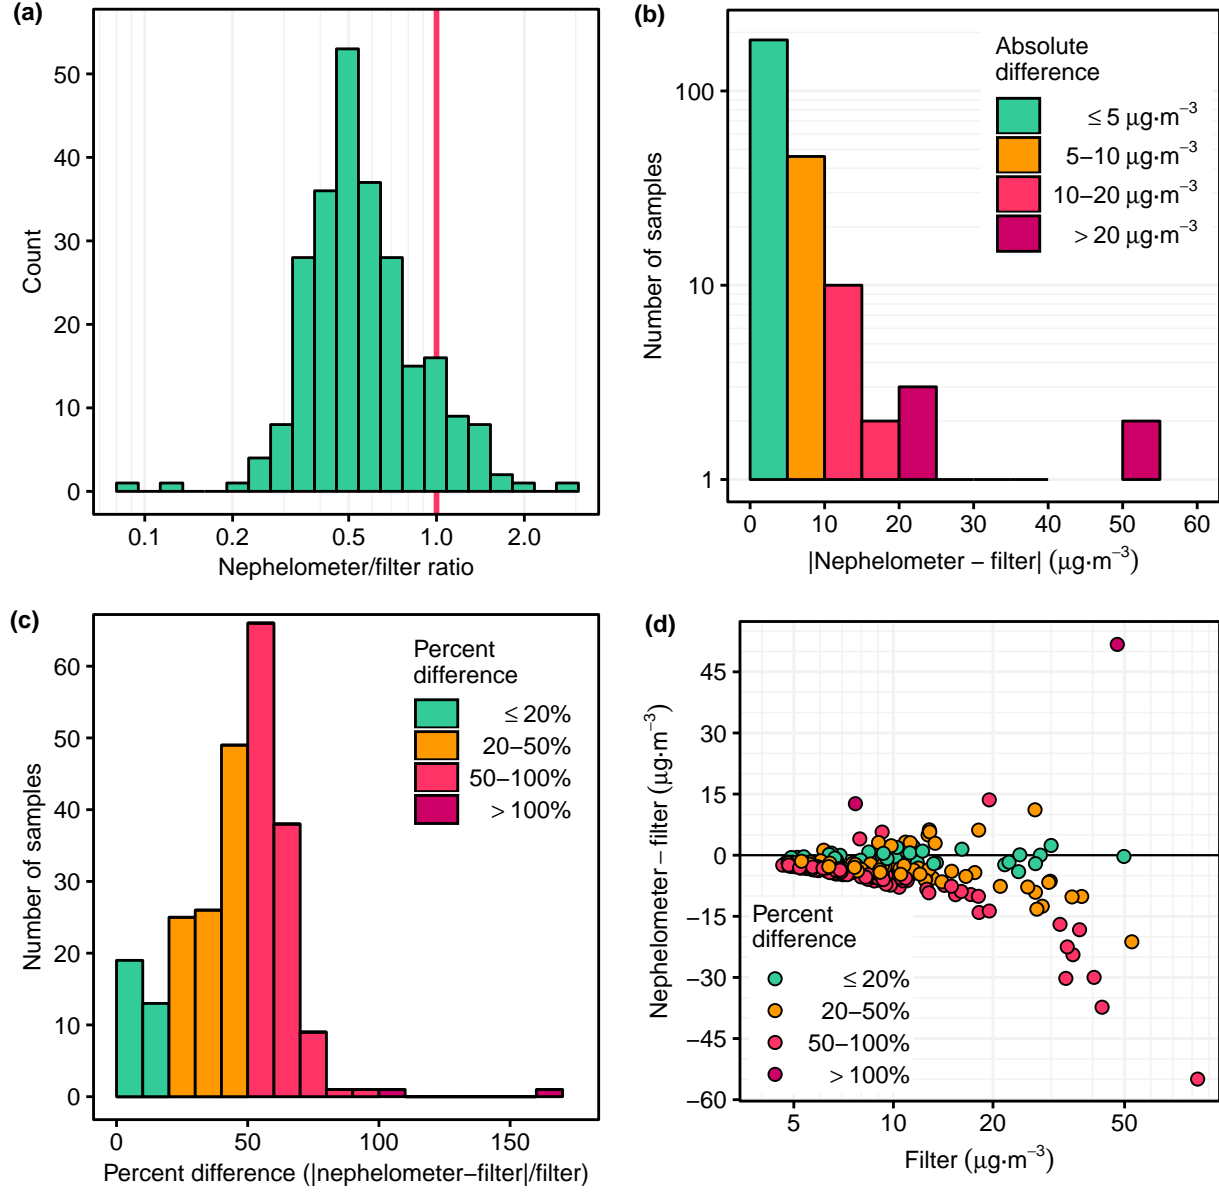 (a)
50
40
30
20
10
0
Count
0.1
0.2
0.5
1.0
2.0
Nephelometer/filter ratio
(b)
100
10
1
Number of samples
Absolute
difference
≤ 5 μg·m⁻³
5–10 μg·m⁻³
10–20 μg·m⁻³
> 20 μg·m⁻³
0
10
20
30
40
50
60
|Nephelometer – filter| (μg·m⁻³)
(c)
60
50
40
30
20
10
0
Number of samples
Percent
difference
≤ 20%
20–50%
50–100%
> 100%
0
50
100
150
Percent difference (|nephelometer–filter|/filter)
(d)
45
30
15
0
−15
−30
−45
−60
Nephelometer – filter (μg·m⁻³)
Percent
difference
≤ 20%
20–50%
50–100%
> 100%
5
10
20
50
Filter (μg·m⁻³)